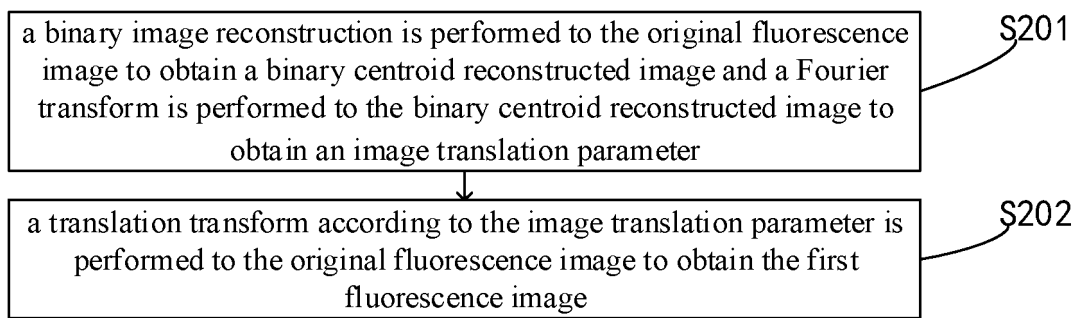 a binary image reconstruction is performed to the original fluorescence
image to obtain a binary centroid reconstructed image and a Fourier
transform is performed to the binary centroid reconstructed image to
obtain an image translation parameter
S201
a translation transform according to the image translation parameter is
performed to the original fluorescence image to obtain the first
fluorescence image
S202